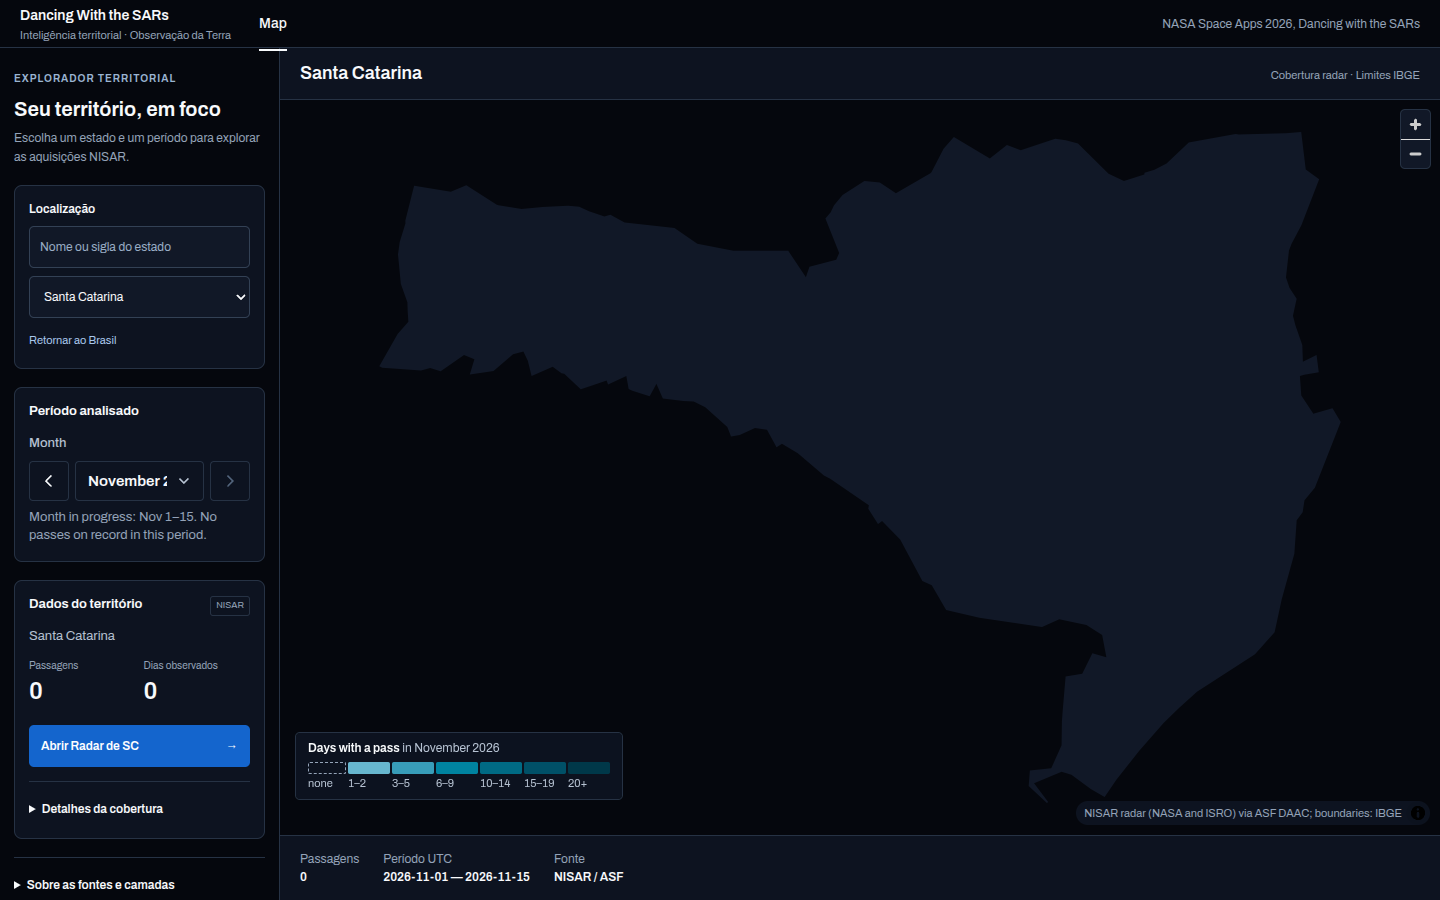 Dancing With the SARs
Inteligência territorial · Observação da Terra
Map
NASA Space Apps 2026, Dancing with the SARs
EXPLORADOR TERRITORIAL
Seu território, em foco
Escolha um estado e um período para explorar
as aquisições NISAR.
Localização
Nome ou sigla do estado
Santa Catarina
Retornar ao Brasil
Período analisado
Month
November 2
Month in progress: Nov 1–15. No
passes on record in this period.
Dados do território
NISAR
Santa Catarina
Passagens
Dias observados
0
0
Abrir Radar de SC →
Detalhes da cobertura
Sobre as fontes e camadas
Santa Catarina
Cobertura radar · Limites IBGE
Days with a pass in November 2026
none 1–2 3–5 6–9 10–14 15–19 20+
NISAR radar (NASA and ISRO) via ASF DAAC; boundaries: IBGE
Passagens
0
Período UTC
2026-11-01 — 2026-11-15
Fonte
NISAR / ASF